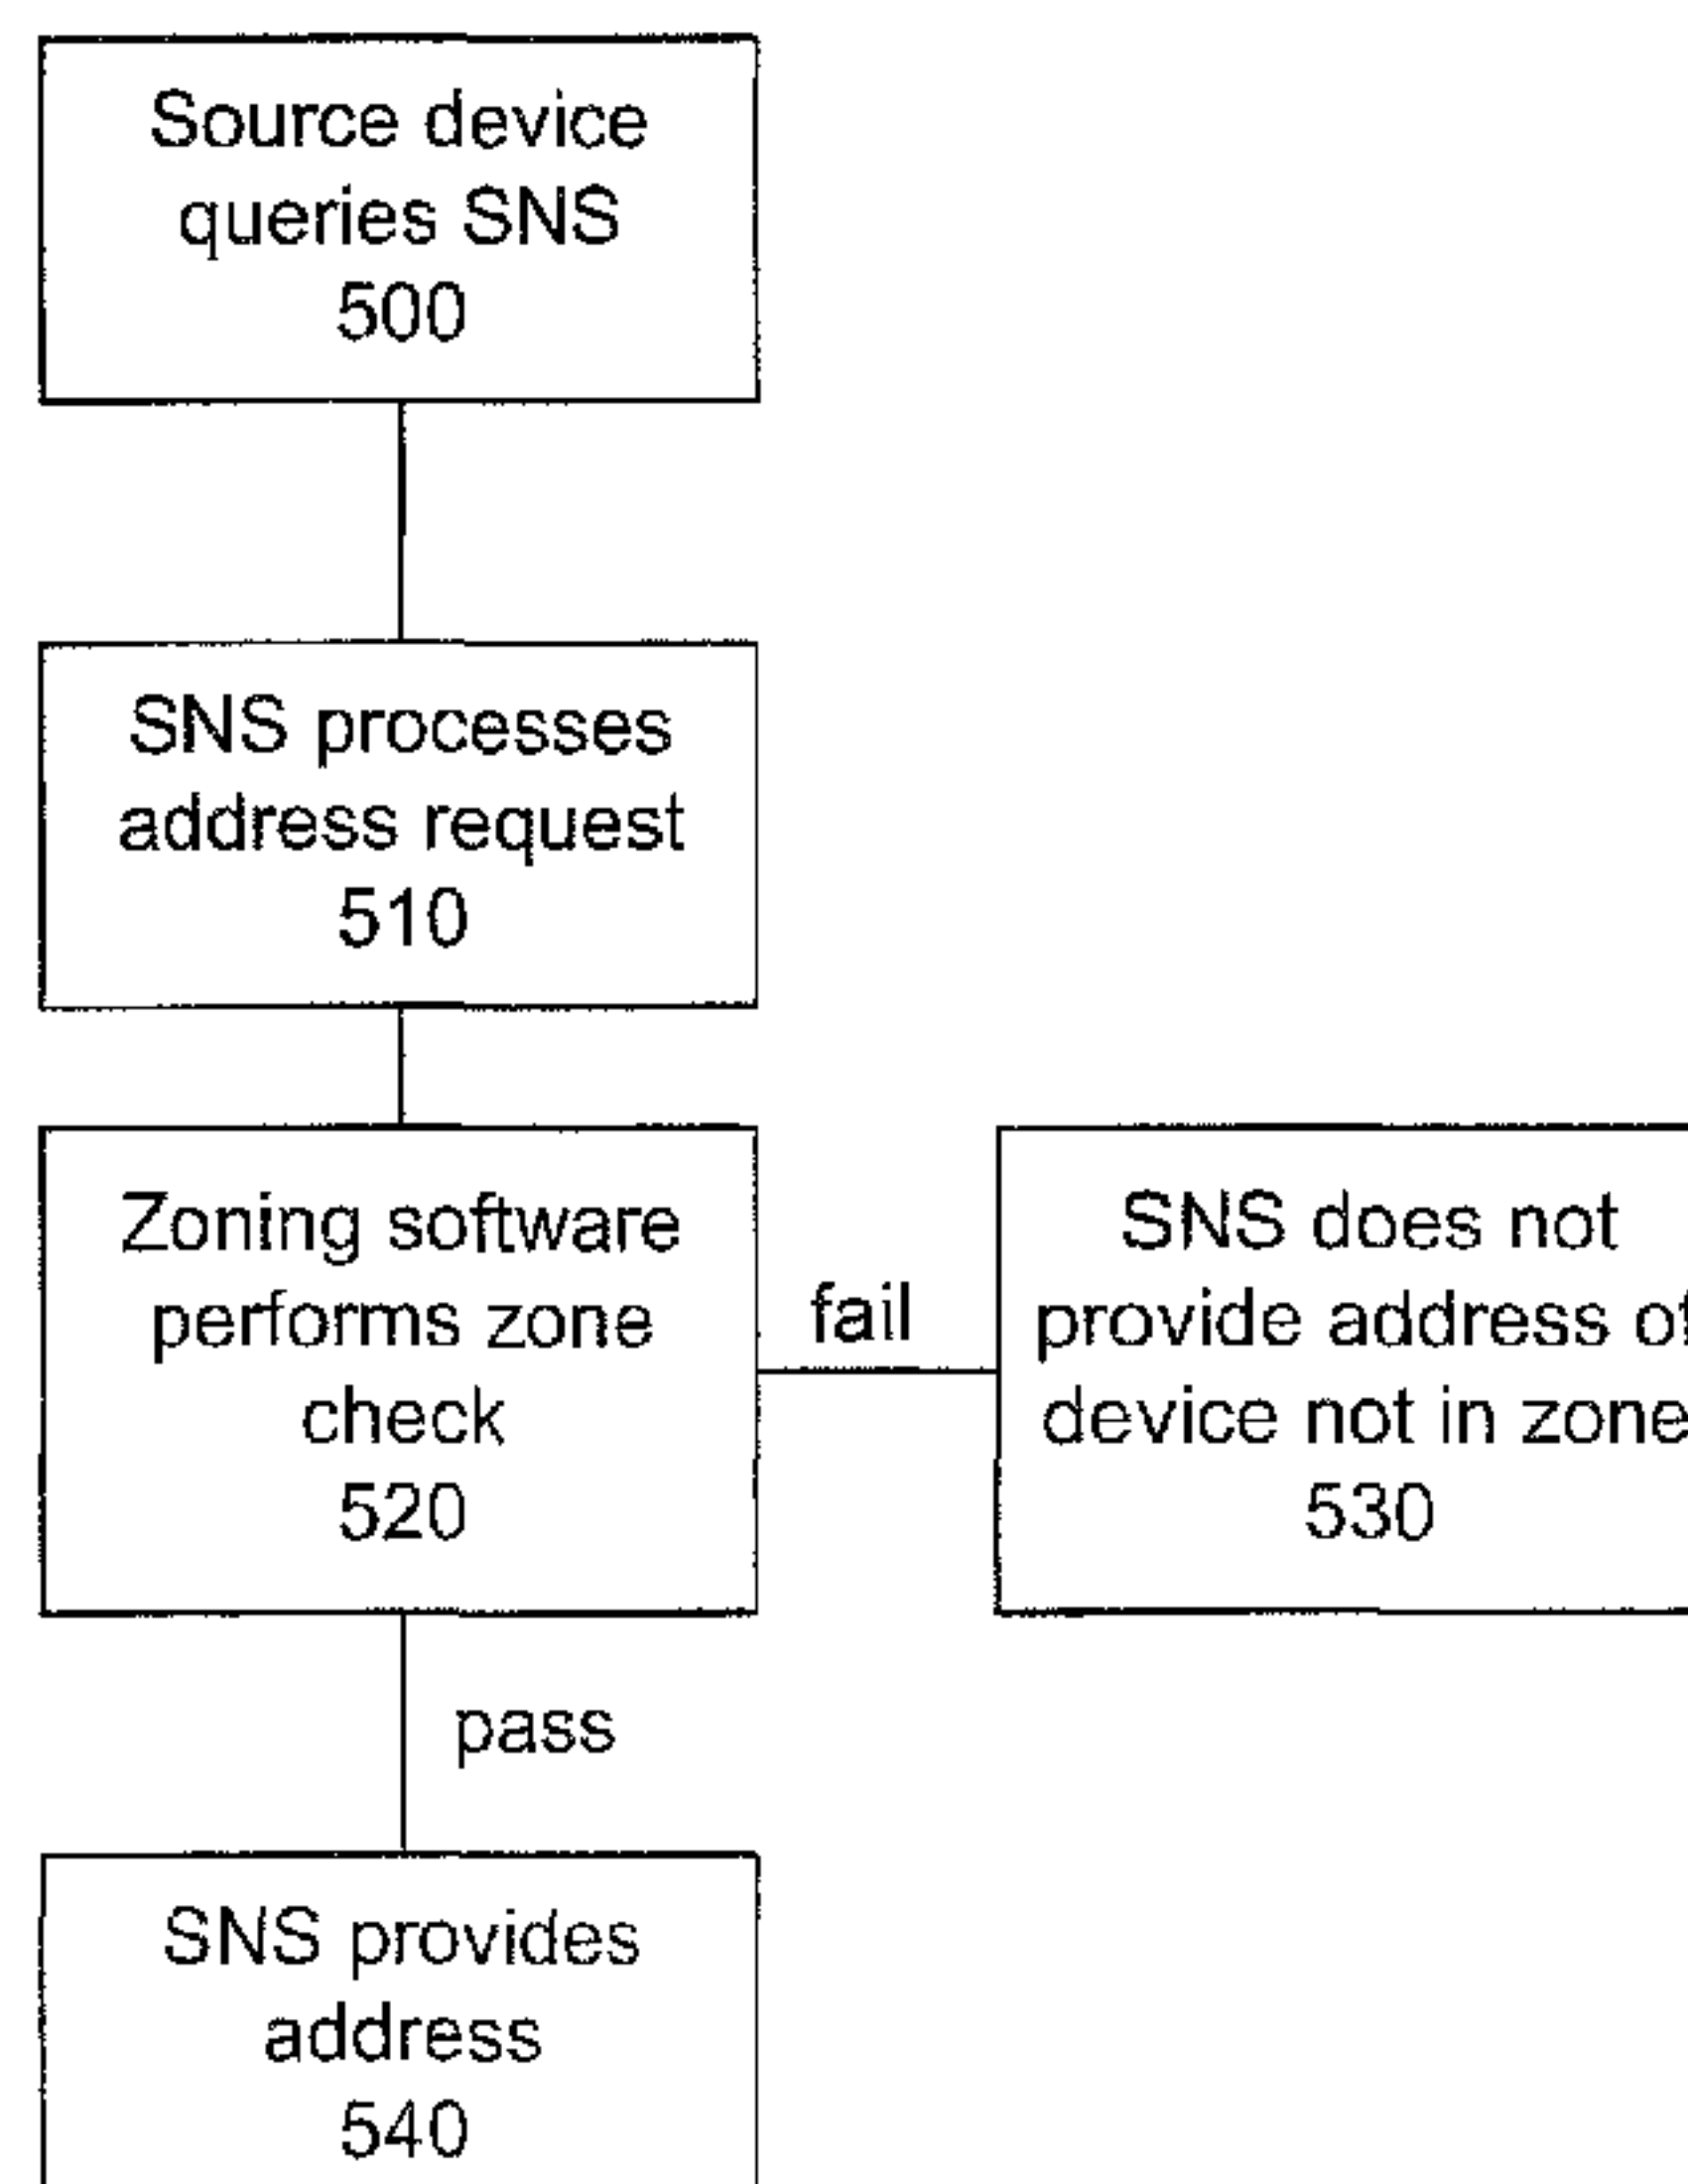 Source device
queries SNS
500
SNS processes
address request
510
Zoning software
performs zone
check
520
fail
SNS does not
provide address of
device not in zone
530
pass
SNS provides
address
540